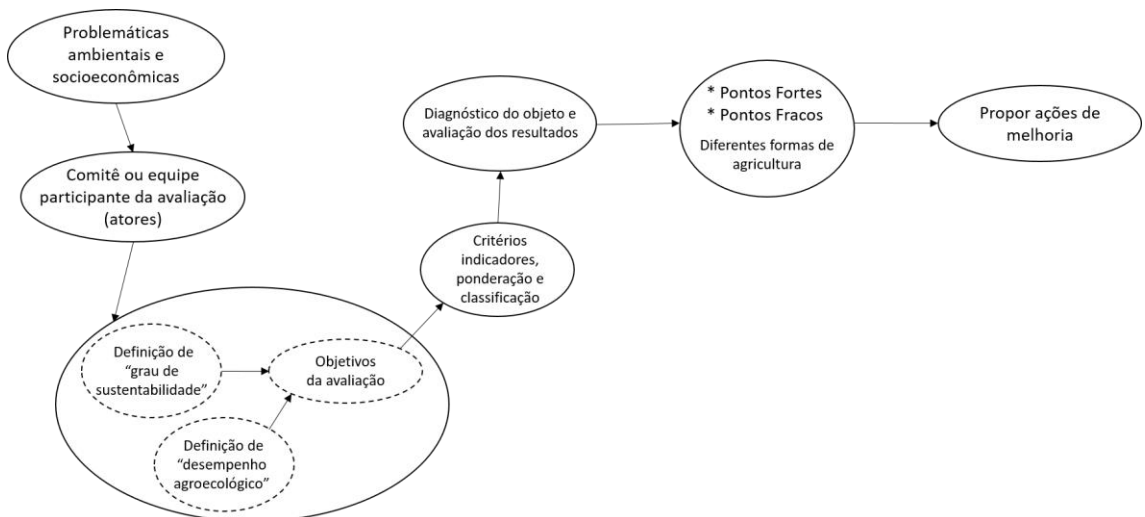 Problemáticas
ambientais e
socioeconômicas
Comitê ou equipe
participante da avaliação
(atores)
Definição de
“grau de
sustentabilidade”
Definição de
“desempenho
agroecológico”
Objetivos
da avaliação
Critérios
indicadores,
ponderação e
classificação
Diagnóstico do objeto e
avaliação dos resultados
* Pontos Fortes
* Pontos Fracos
Diferentes formas de
agricultura
Propor ações de
melhoria